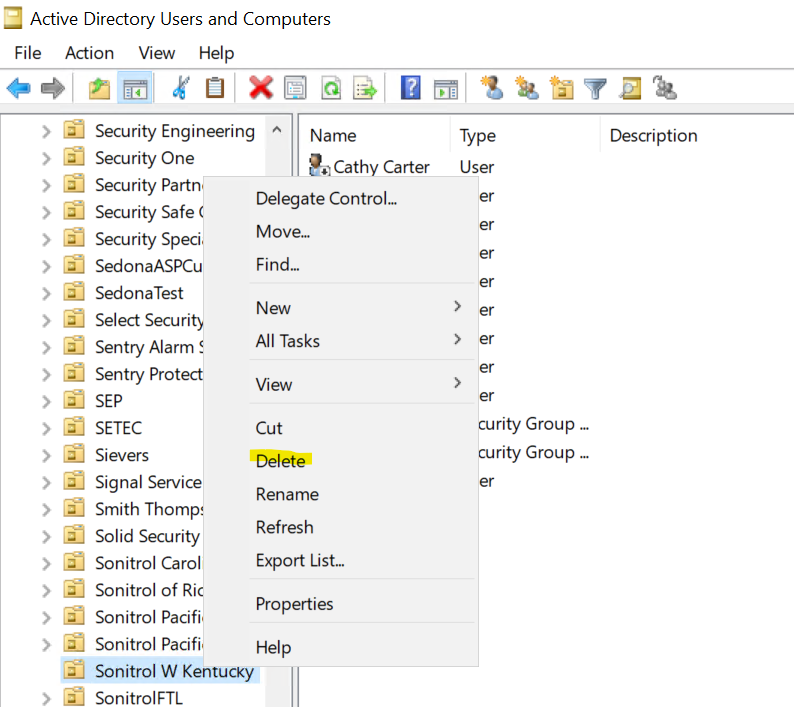 Active Directory Users and Computers
File Action View Help
Security Engineering
Security One
Security Partn
Security Safe
Security Speci
SedonaASPCu
SedonaTest
Select Security
Sentry Alarm
Sentry Protect
SEP
SETEC
Sievers
Signal Service
Smith Thomps
Solid Security
Sonitrol Caroli
Sonitrol of Ric
Sonitrol Pacifi
Sonitrol Pacifi
Sonitrol W Kentucky
SonitrolFTL
Delegate Control...
Move...
Find...
New
All Tasks
View
Cut
Delete
Rename
Refresh
Export List...
Properties
Help
Name Type Description
Cathy Carter User
er
er
er
er
er
er
er
er
curity Group ...
curity Group ...
er